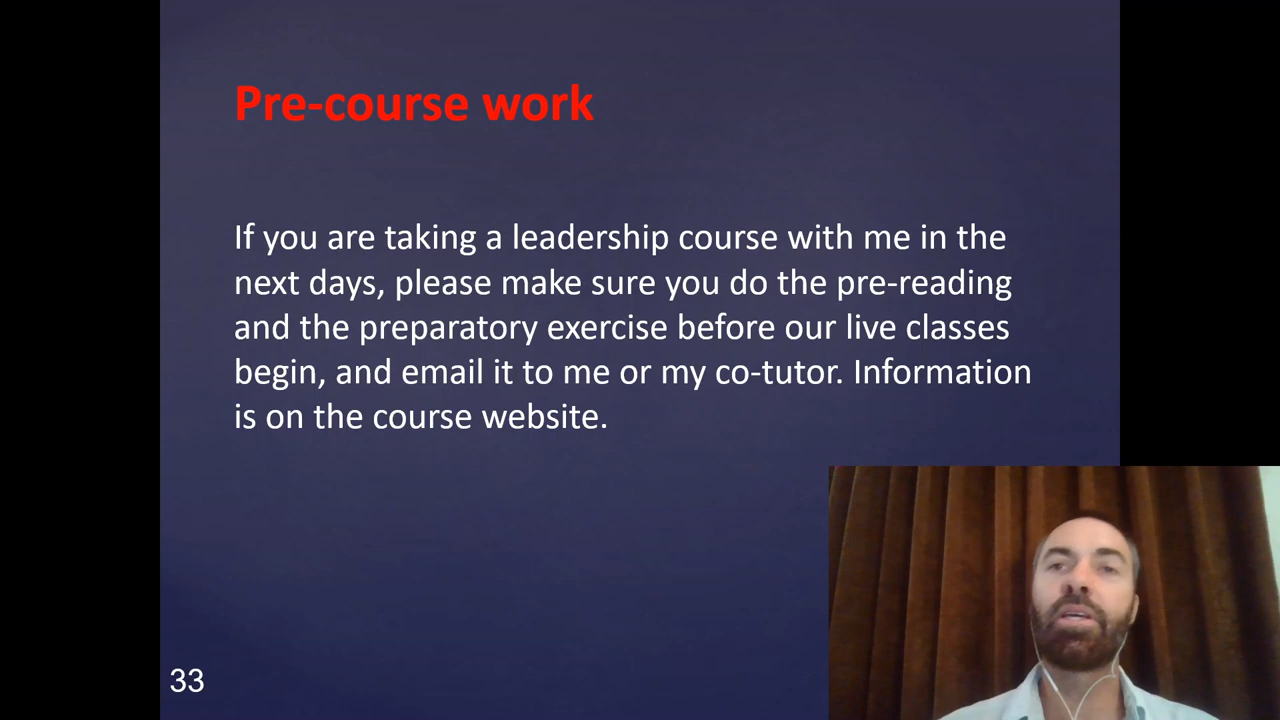 Pre-course work
If you are taking a leadership course with me in the
next days, please make sure you do the pre-reading
and the preparatory exercise before our live classes
begin, and email it to me or my co-tutor. Information
is on the course website.
33